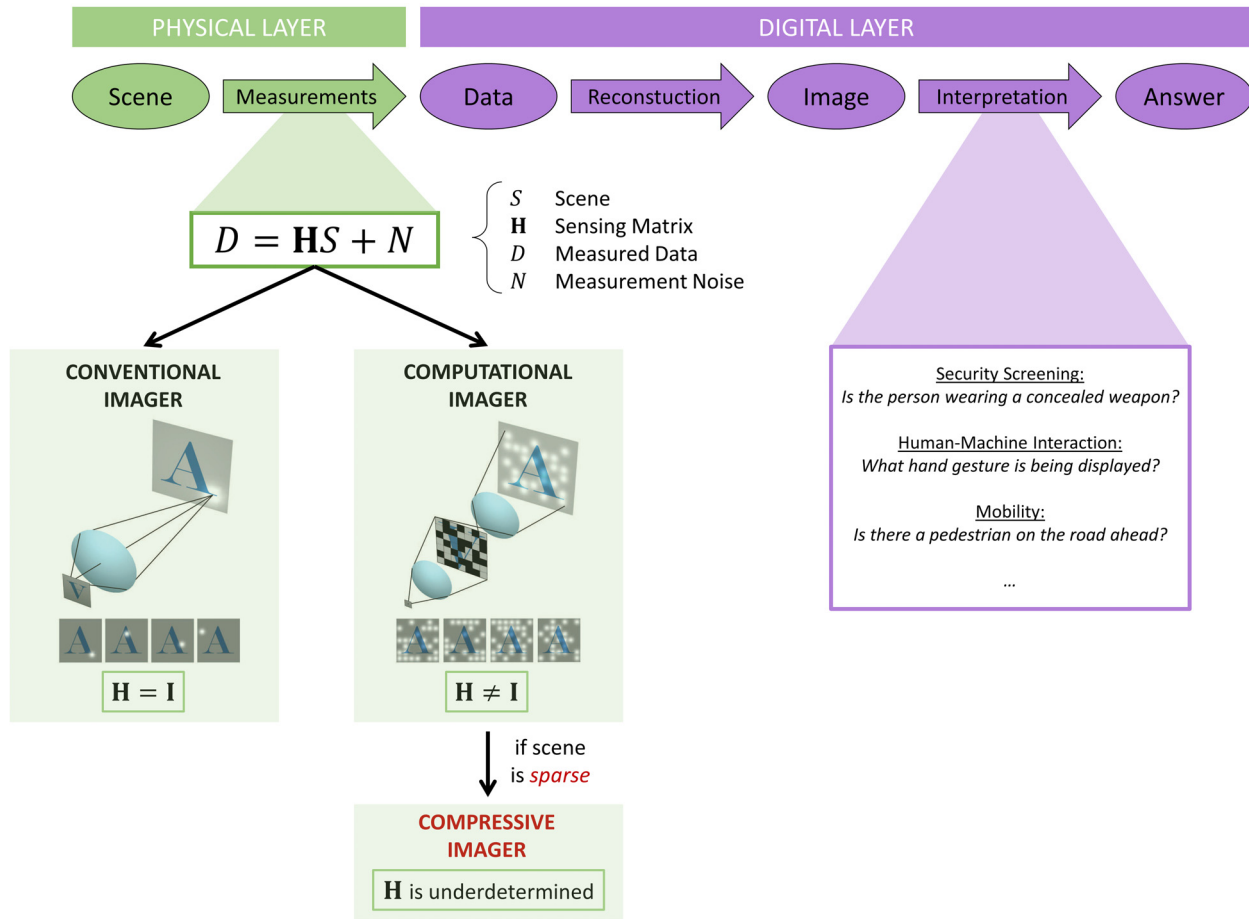 PHYSICAL LAYER
DIGITAL LAYER
Scene
Measurements
Data
Reconstuction
Image
Interpretation
Answer
D = HS + N
S Scene
H Sensing Matrix
D Measured Data
N Measurement Noise
CONVENTIONAL
IMAGER
A
V
A A A A
H = I
COMPUTATIONAL
IMAGER
A
A A A A
H ≠ I
if scene
is sparse
COMPRESSIVE
IMAGER
H is underdetermined
Security Screening:
Is the person wearing a concealed weapon?
Human-Machine Interaction:
What hand gesture is being displayed?
Mobility:
Is there a pedestrian on the road ahead?
...